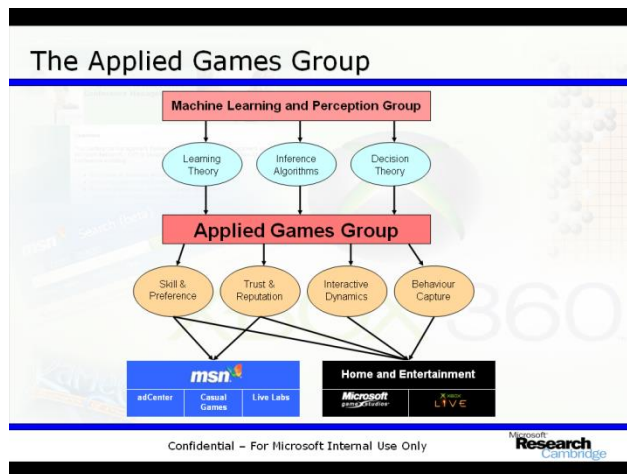 The Applied Games Group
Machine Learning and Perception Group
Learning
Theory
Inference
Algorithms
Decision
Theory
Applied Games Group
Skill &
Preference
Trust &
Reputation
Interactive
Dynamics
Behaviour
Capture
msn
adCenter
Casual
Games
Live Labs
Home and Entertainment
Microsoft
game studios
XBOX
LIVE
360
Confidential – For Microsoft Internal Use Only
Microsoft
Research
Cambridge